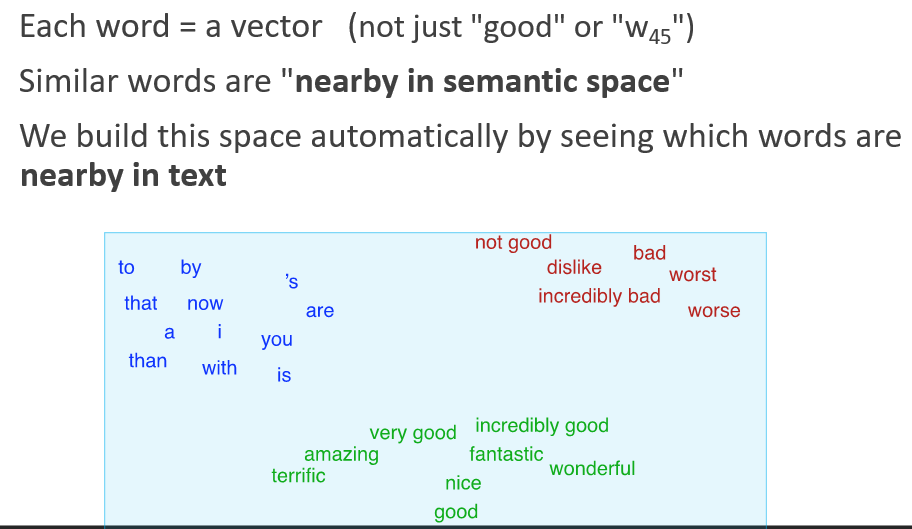 Each word = a vector (not just "good" or "w₄₅")
Similar words are "nearby in semantic space"
We build this space automatically by seeing which words are
nearby in text
not good
bad
to by
dislike
worst
's
incredibly bad
that now
are
worse
a i
you
than
with
is
incredibly good
very good
amazing
fantastic
wonderful
terrific
nice
good